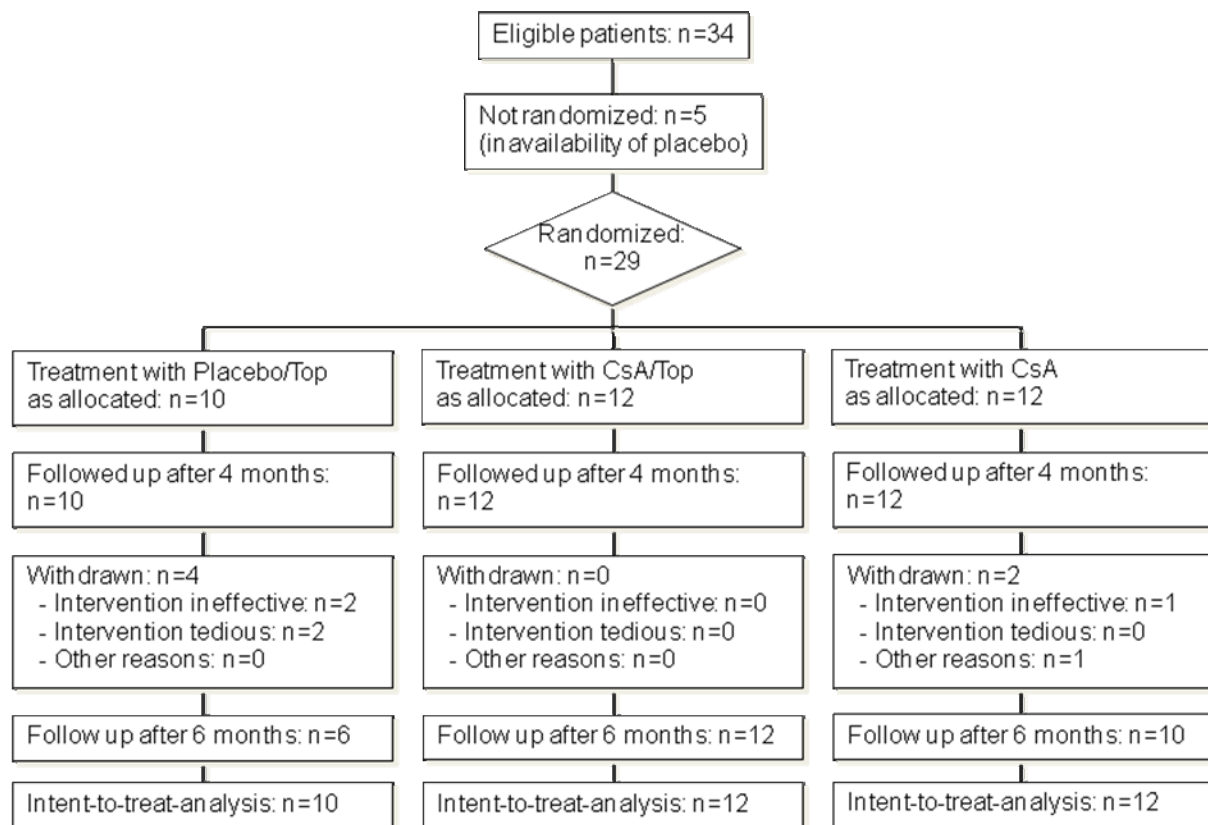 Eligible patients: n=34
Not randomized: n=5
(inavailability of placebo)
Randomized:
n=29
Treatment with Placebo/Top
as allocated: n=10
Treatment with CsA/Top
as allocated: n=12
Treatment with CsA
as allocated: n=12
Followed up after 4 months:
n=10
Followed up after 4 months:
n=12
Followed up after 4 months:
n=12
Withdrawn: n=4
- Intervention ineffective: n=2
- Intervention tedious: n=2
- Other reasons: n=0
Withdrawn: n=0
- Intervention ineffective: n=0
- Intervention tedious: n=0
- Other reasons: n=0
Withdrawn: n=2
- Intervention ineffective: n=1
- Intervention tedious: n=0
- Other reasons: n=1
Follow up after 6 months: n=6
Follow up after 6 months: n=12
Follow up after 6 months: n=10
Intent-to-treat-analysis: n=10
Intent-to-treat-analysis: n=12
Intent-to-treat-analysis: n=12